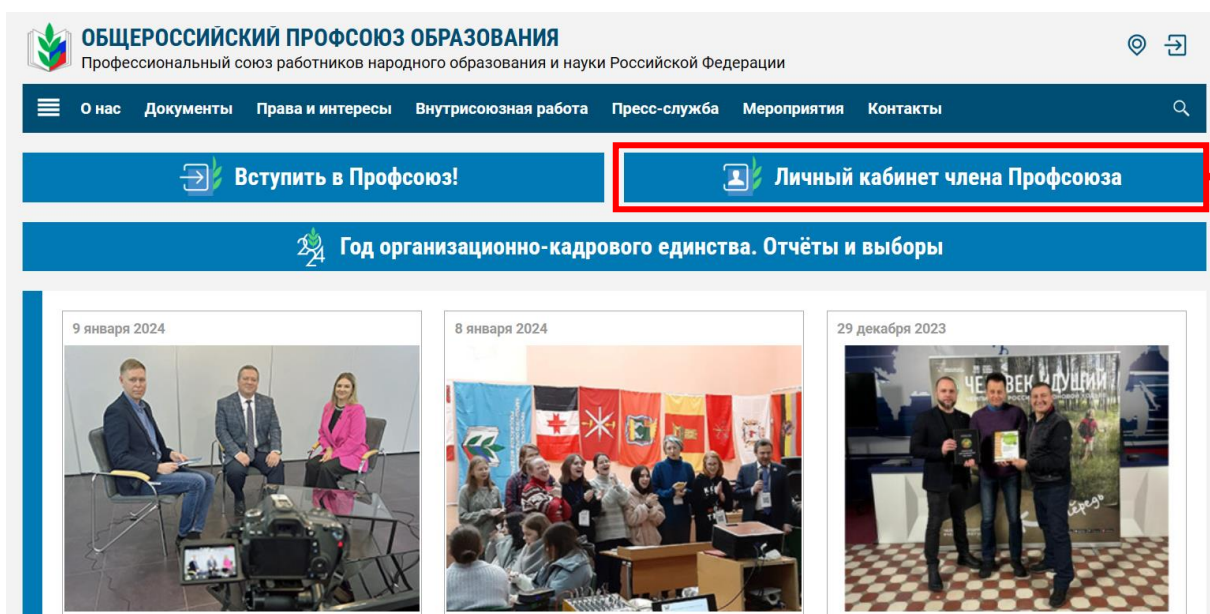 ОБЩЕРОССИЙСКИЙ ПРОФСОЮЗ ОБРАЗОВАНИЯ
Профессиональный союз работников народного образования и науки Российской Федерации
О нас Документы Права и интересы Внутрисоюзная работа Пресс-служба Мероприятия Контакты
Вступить в Профсоюз! Личный кабинет члена Профсоюза
2024 Год организационно-кадрового единства. Отчёты и выборы
9 января 2024 8 января 2024 29 декабря 2023